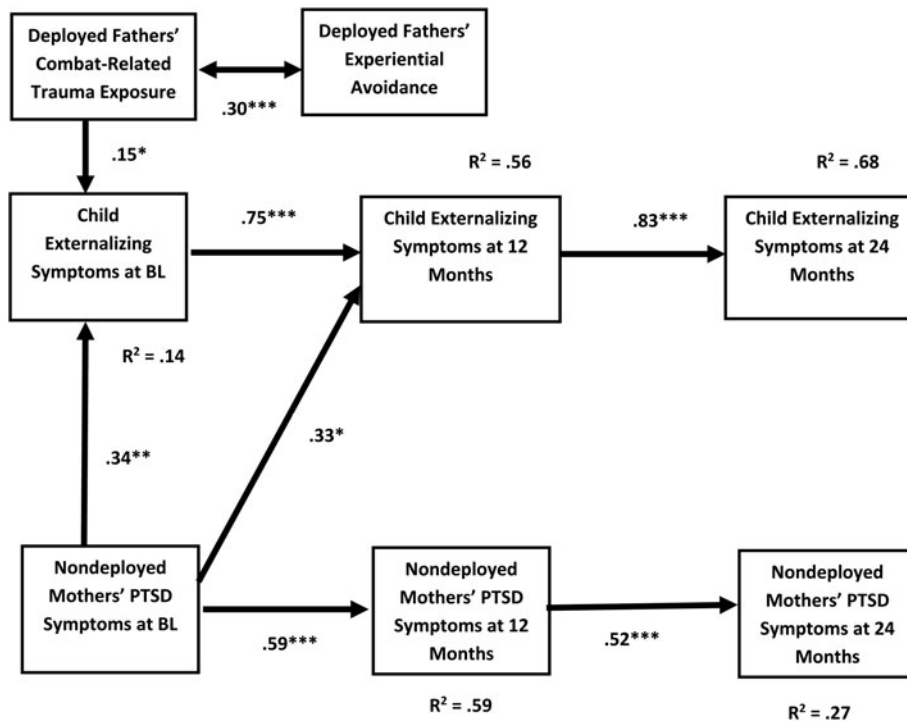 Deployed Fathers’
Combat-Related
Trauma Exposure
Deployed Fathers’
Experiential
Avoidance
.30***
.15*
R² = .56
R² = .68
Child
Externalizing
Symptoms at BL
.75***
Child Externalizing
Symptoms at 12
Months
.83***
Child Externalizing
Symptoms at 24
Months
R² = .14
.34**
.33*
Nondeployed
Mothers’ PTSD
Symptoms at BL
.59***
Nondeployed
Mothers’ PTSD
Symptoms at 12
Months
.52***
Nondeployed
Mothers’ PTSD
Symptoms at 24
Months
R² = .59
R² = .27